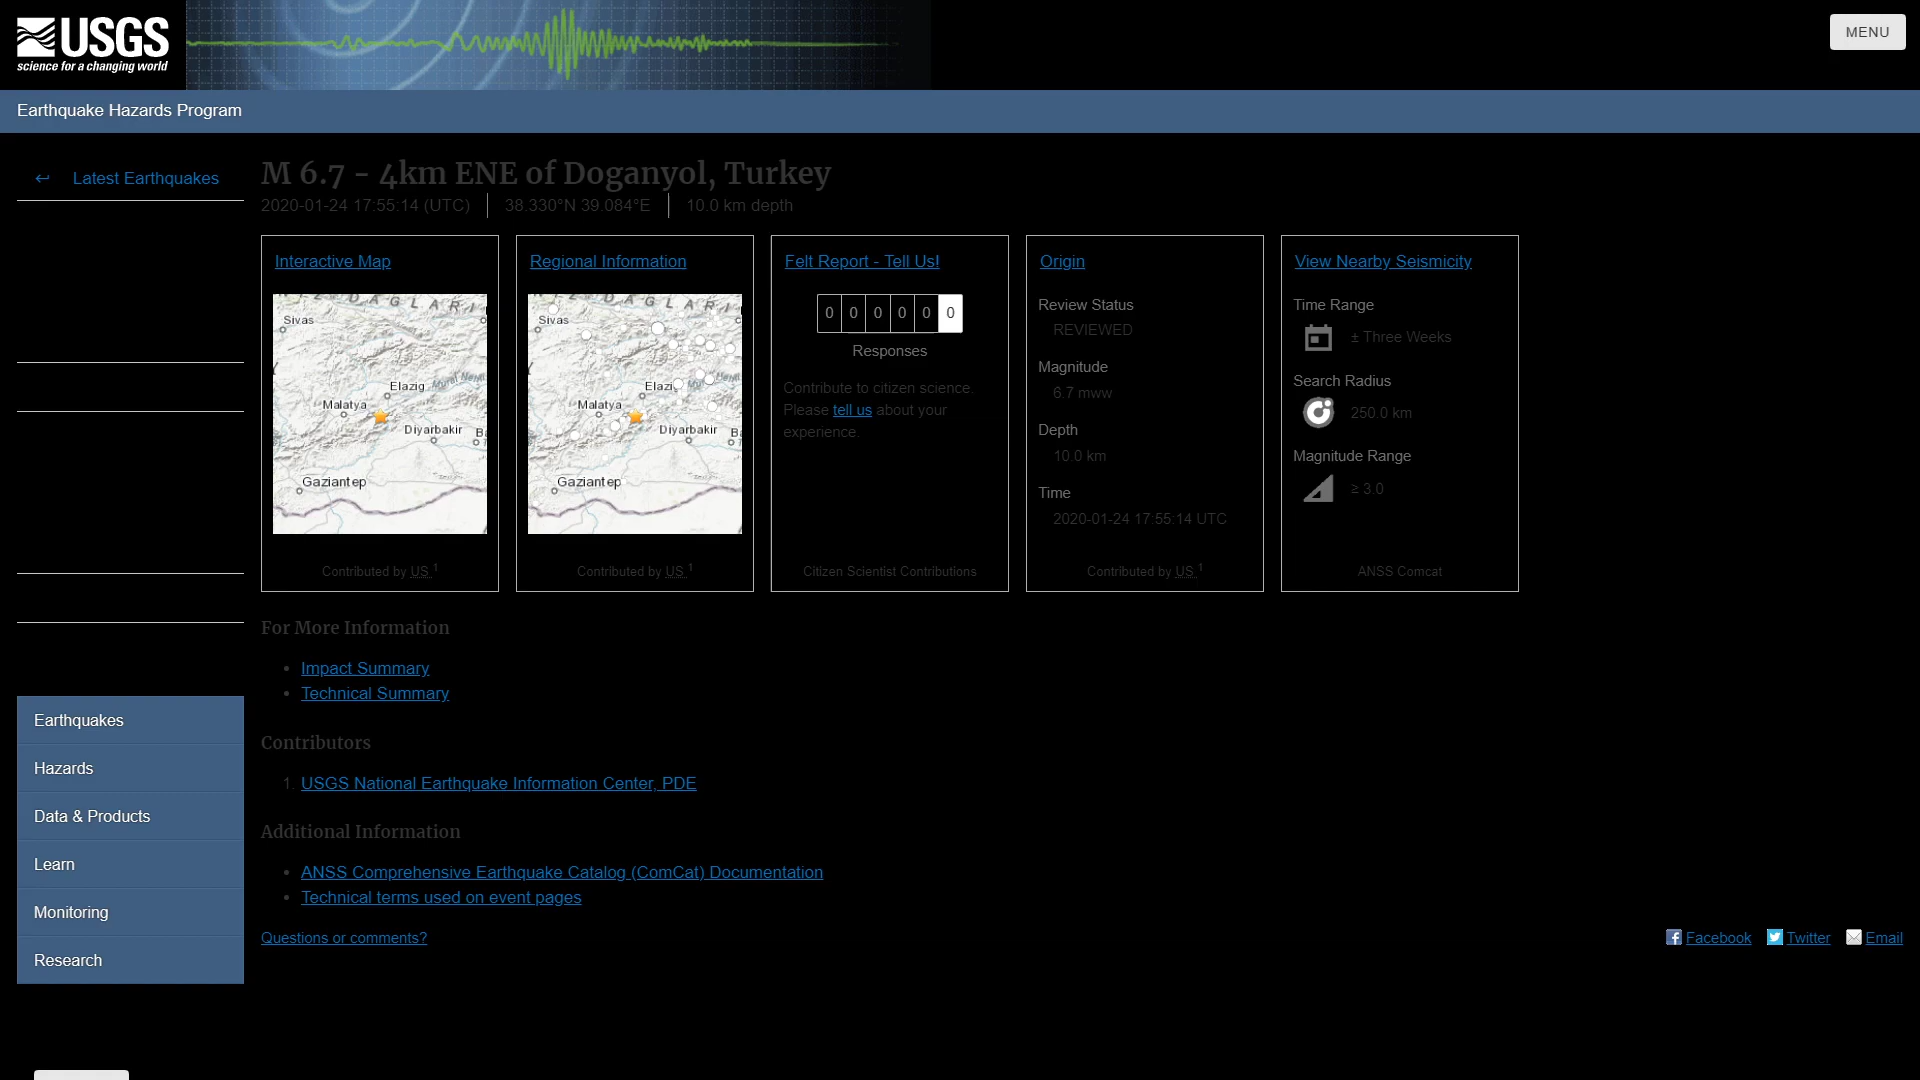 USGS
science for a changing world
MENU
Earthquake Hazards Program
Latest Earthquakes
M 6.7 - 4km ENE of Doganyol, Turkey
2020-01-24 17:55:14 (UTC)
38.330°N 39.084°E
10.0 km depth
Interactive Map
Sivas
Elazig
Malatya
Diyarbakir
Gaziantep
Contributed by US 1
Regional Information
Sivas
Malatya
Diyarbakir
Gaziantep
Contributed by US 1
Felt Report - Tell Us!
0 0 0 0 0 0
Responses
Contribute to citizen science.
Please tell us about your
experience.
Citizen Scientist Contributions
Origin
Review Status
REVIEWED
Magnitude
6.7 mww
Depth
10.0 km
Time
2020-01-24 17:55:14 UTC
Contributed by US 1
View Nearby Seismicity
Time Range
± Three Weeks
Search Radius
250.0 km
Magnitude Range
≥ 3.0
ANSS Comcat
For More Information
• Impact Summary
• Technical Summary
Contributors
1. USGS National Earthquake Information Center, PDE
Additional Information
• ANSS Comprehensive Earthquake Catalog (ComCat) Documentation
• Technical terms used on event pages
Questions or comments?
Facebook
Twitter
Email
Earthquakes
Hazards
Data & Products
Learn
Monitoring
Research